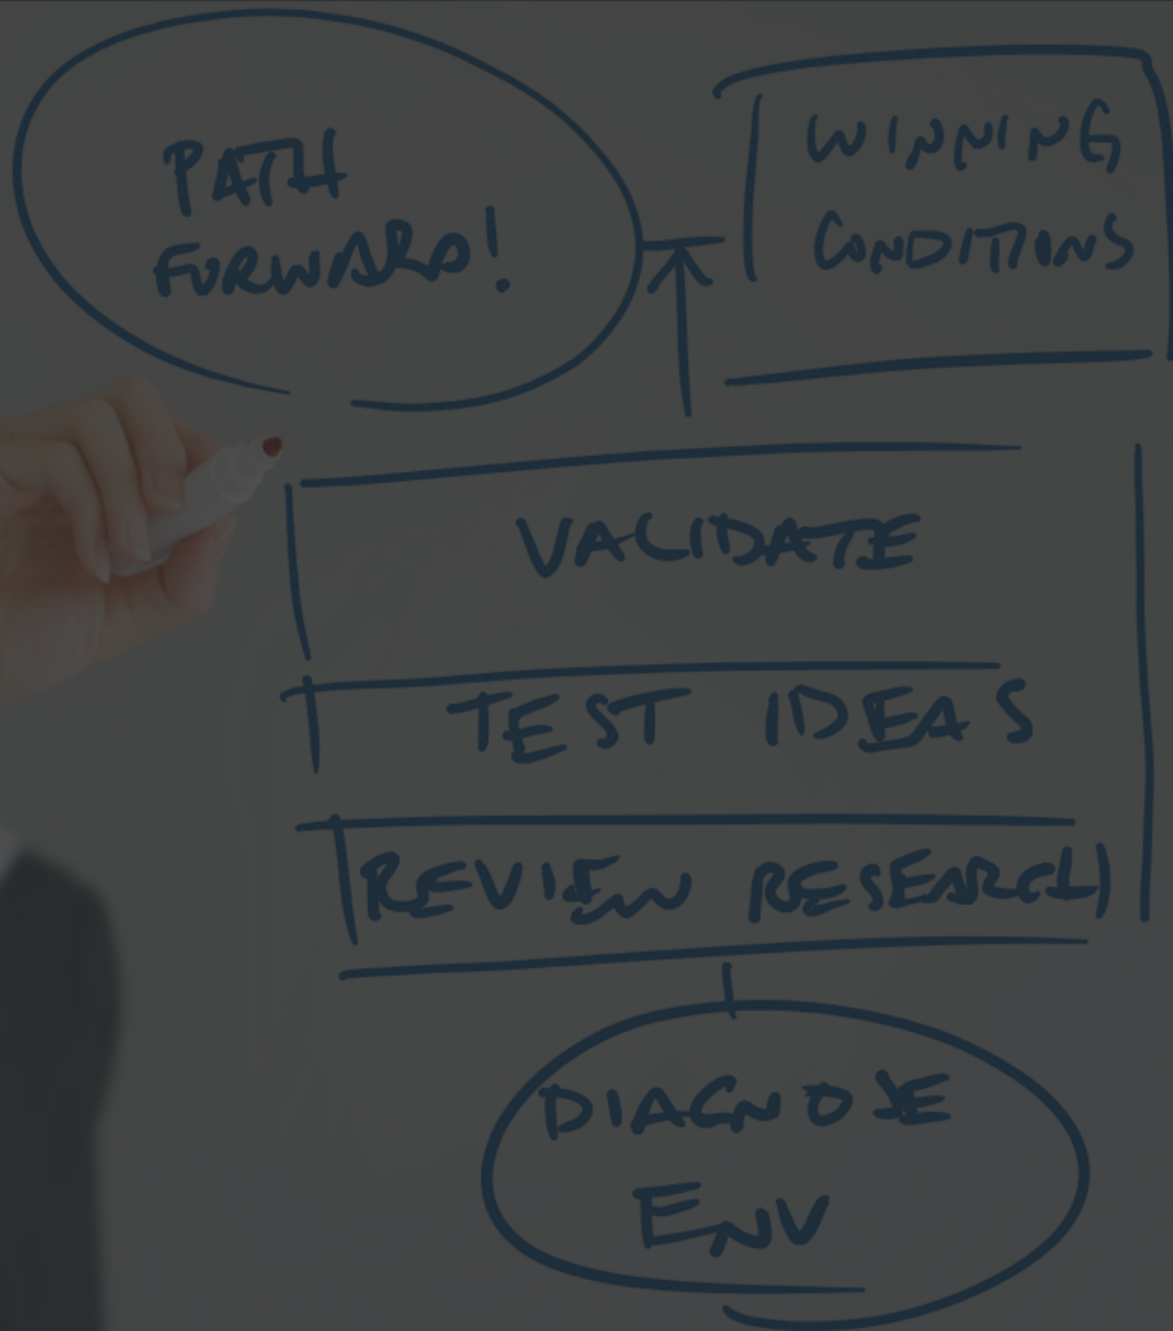 PATH
FORWARD!
WINNING
CONDITIONS
VALIDATE
TEST IDEAS
REVIEW RESEARCH
DIAGNOSE
ENV